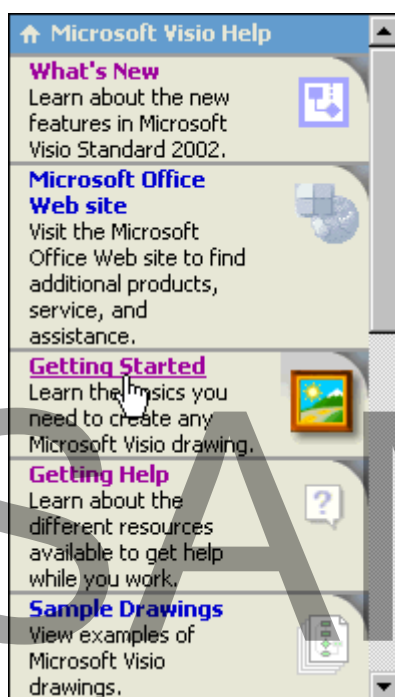 Microsoft Visio Help
What's New
Learn about the new
features in Microsoft
Visio Standard 2002.
Microsoft Office
Web site
Visit the Microsoft
Office Web site to find
additional products,
service, and
assistance.
Getting Started
Learn the basics you
need to create any
Microsoft Visio drawing.
Getting Help
Learn about the
different resources
available to get help
while you work.
Sample Drawings
View examples of
Microsoft Visio
drawings.